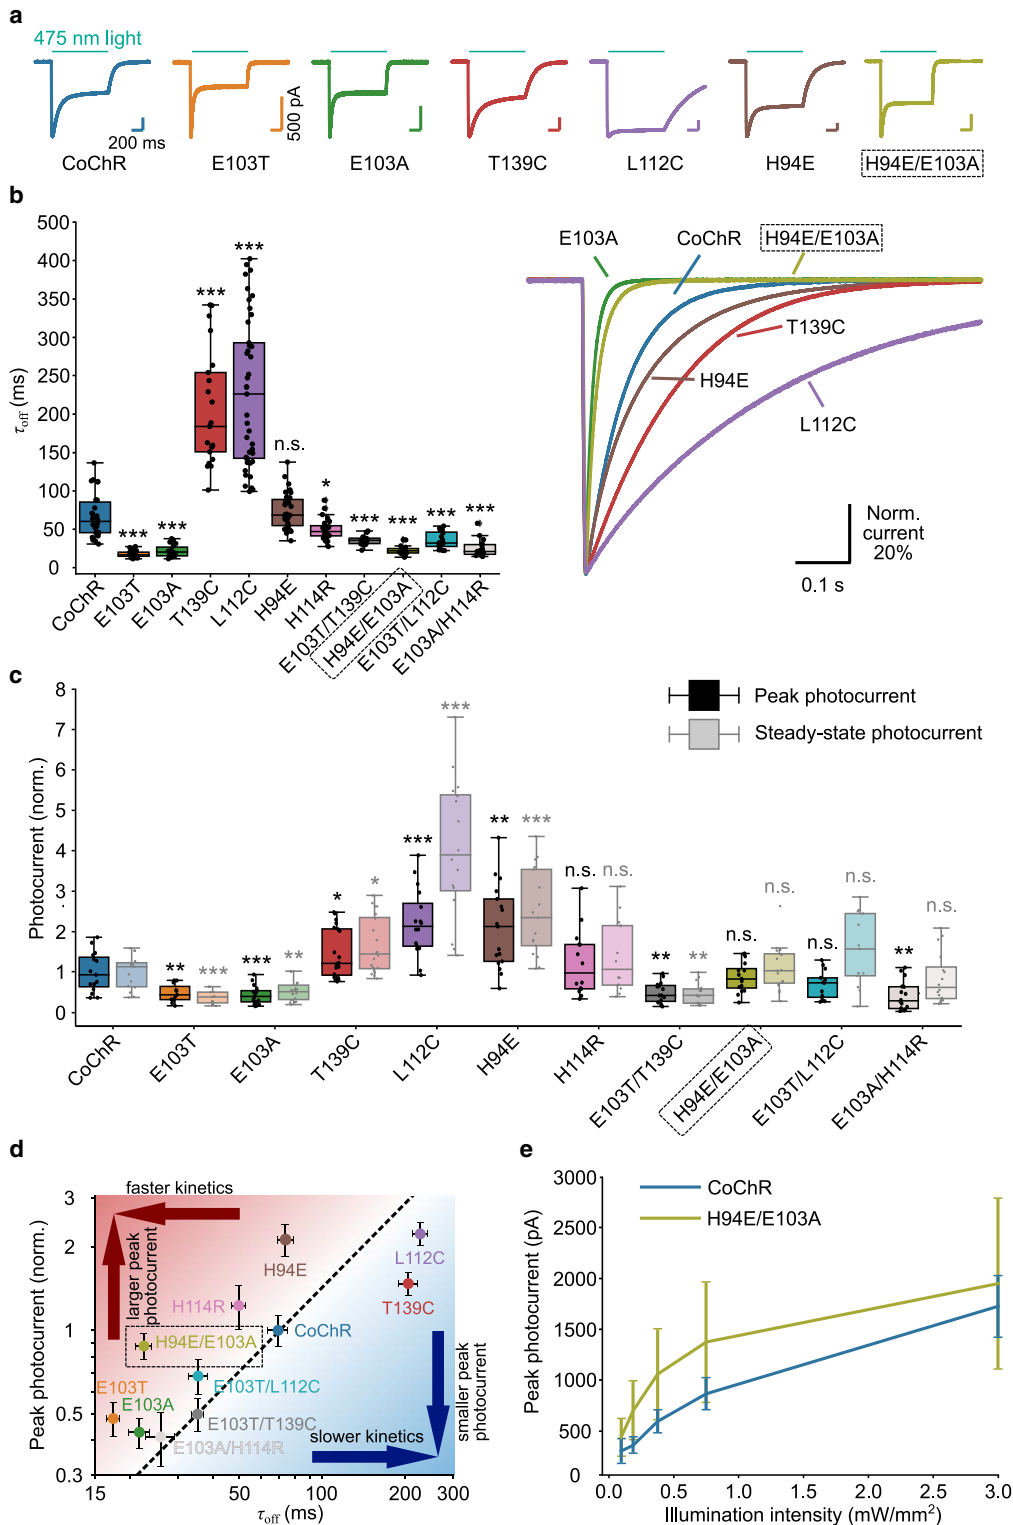 a
475 nm light
200 ms
500 pA
CoChR
E103T
E103A
T139C
L112C
H94E
H94E/E103A
b
500
450
400
350
300
250
200
150
100
50
0
τoff (ms)
***
***
***
***
n.s.
*
***
***
***
***
CoChR
E103T
E103A
T139C
L112C
H94E
H114R
E103T/T139C
H94E/E103A
E103T/L112C
E103A/H114R
E103A
CoChR
H94E/E103A
T139C
H94E
L112C
Norm.
current
20%
0.1 s
c
8
7
6
5
4
3
2
1
0
Photocurrent (norm.)
Peak photocurrent
Steady-state photocurrent
**
***
***
**
*
*
***
***
**
***
n.s.
n.s.
**
**
n.s.
n.s.
n.s.
n.s.
**
n.s.
CoChR
E103T
E103A
T139C
L112C
H94E
H114R
E103T/T139C
H94E/E103A
E103T/L112C
E103A/H114R
d
3
2
1
0.5
0.3
Peak photocurrent (norm.)
faster kinetics
larger peak
photocurrent
H94E
L112C
T139C
H114R
CoChR
H94E/E103A
E103T/L112C
E103T
E103A
E103T/T139C
E103A/H114R
slower kinetics
smaller peak
photocurrent
15
50
100
200
300
τoff (ms)
e
3000
2500
2000
1500
1000
500
0
Peak photocurrent (pA)
CoChR
H94E/E103A
0.0
0.5
1.0
1.5
2.0
2.5
3.0
Illumination intensity (mW/mm²)